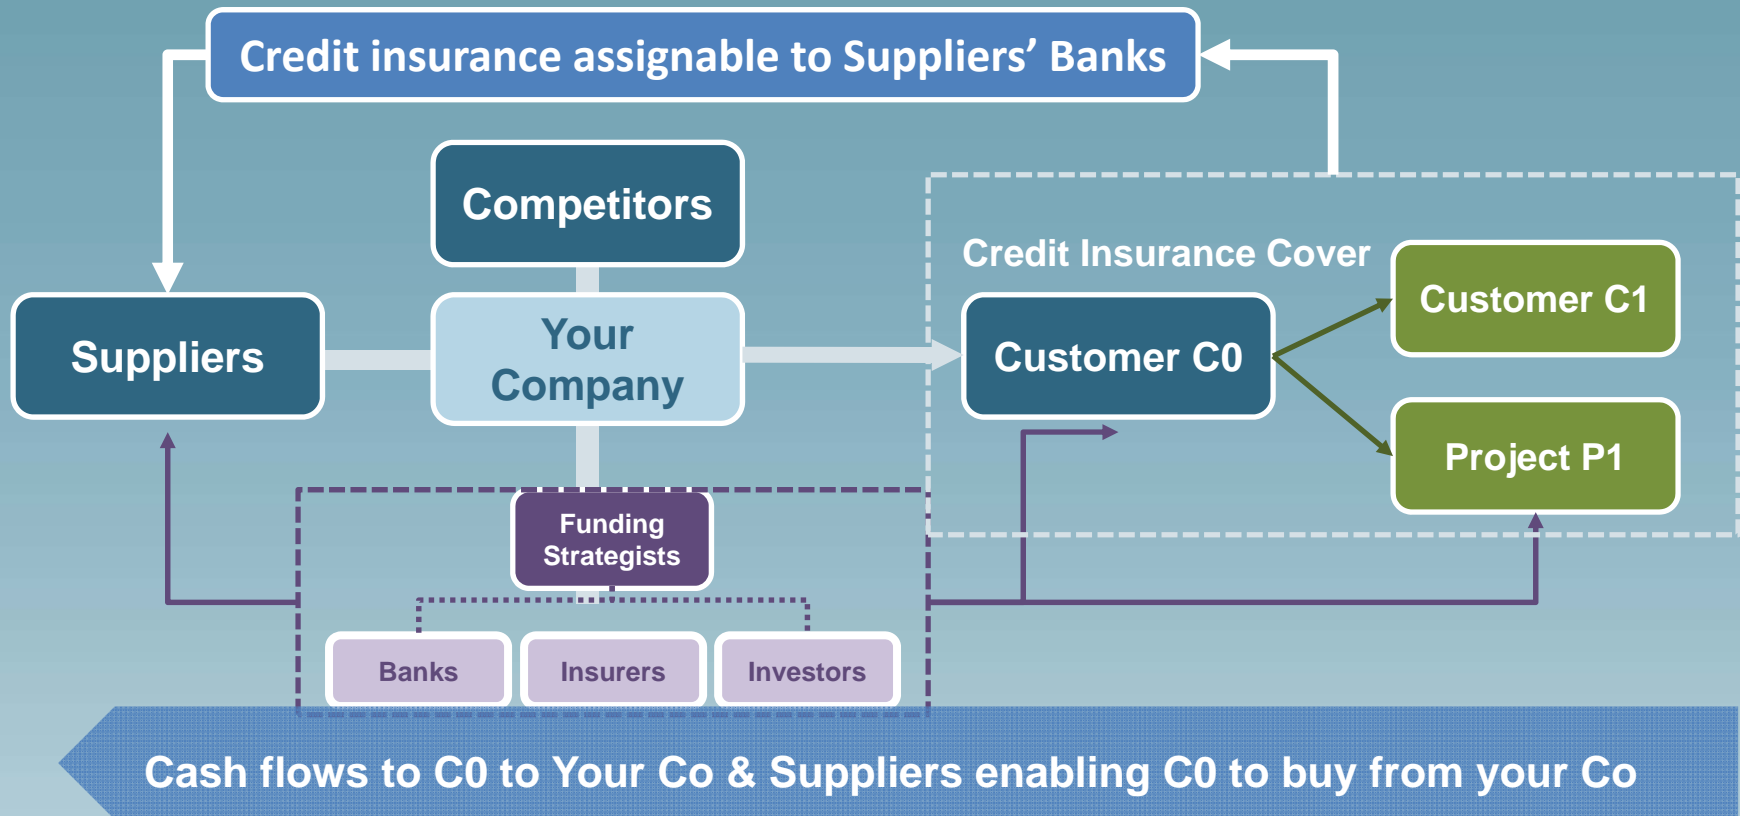 Credit insurance assignable to Suppliers’ Banks
Competitors
Credit Insurance Cover
Customer C1
Suppliers
Your
Company
Customer C0
Project P1
Funding
Strategists
Banks
Insurers
Investors
Cash flows to C0 to Your Co & Suppliers enabling C0 to buy from your Co